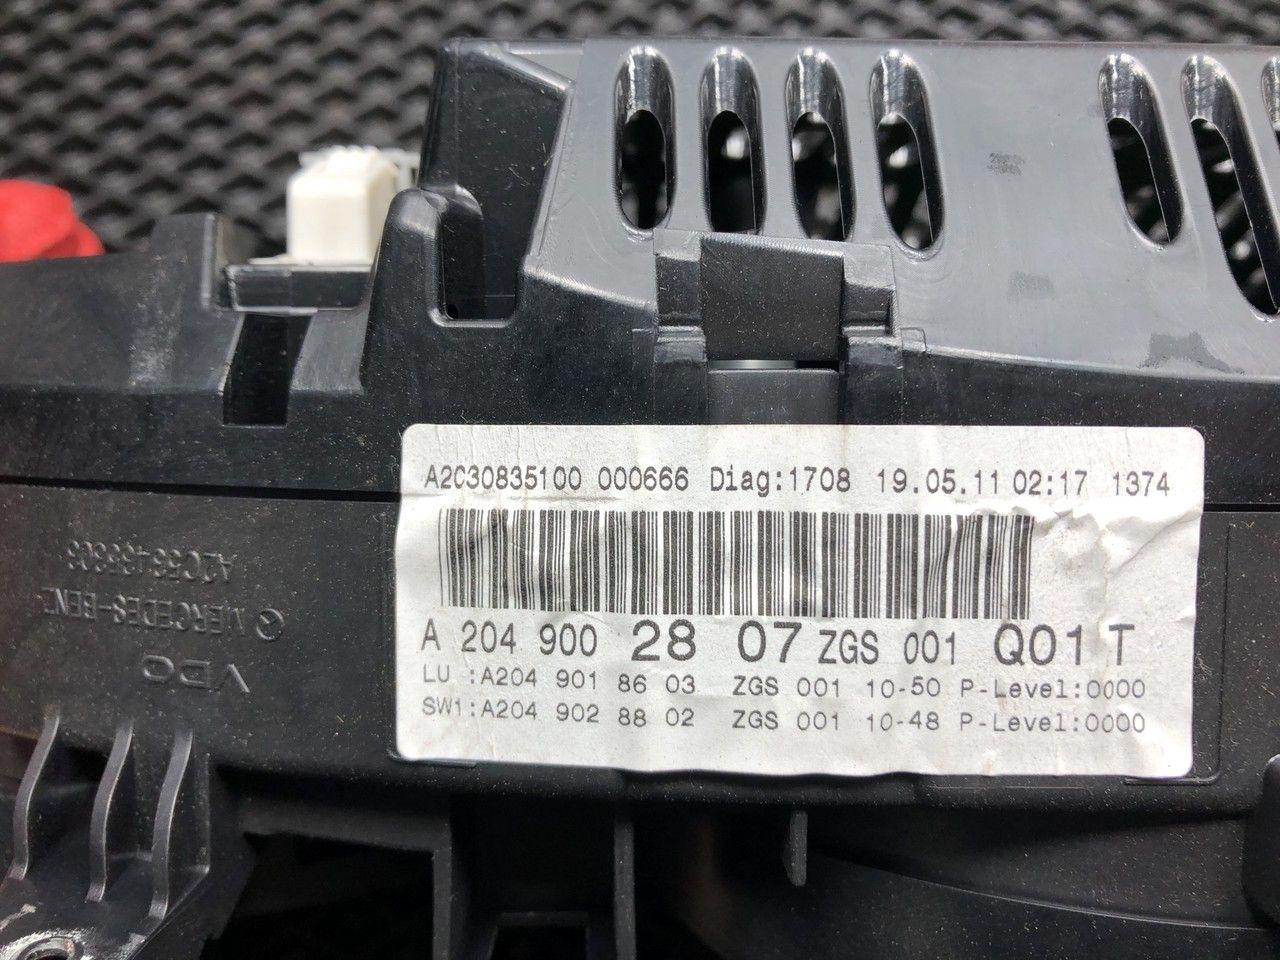 A2C30835100 000666 Diag:1708 19.05.11 02:17 1374
A 204 900 28 07 ZGS 001 Q01 T
LU :A204 901 86 03 ZGS 001 10-50 P-Level:0000
SW1:A204 902 88 02 ZGS 001 10-48 P-Level:0000
VDO
MERCEDES-BENZ